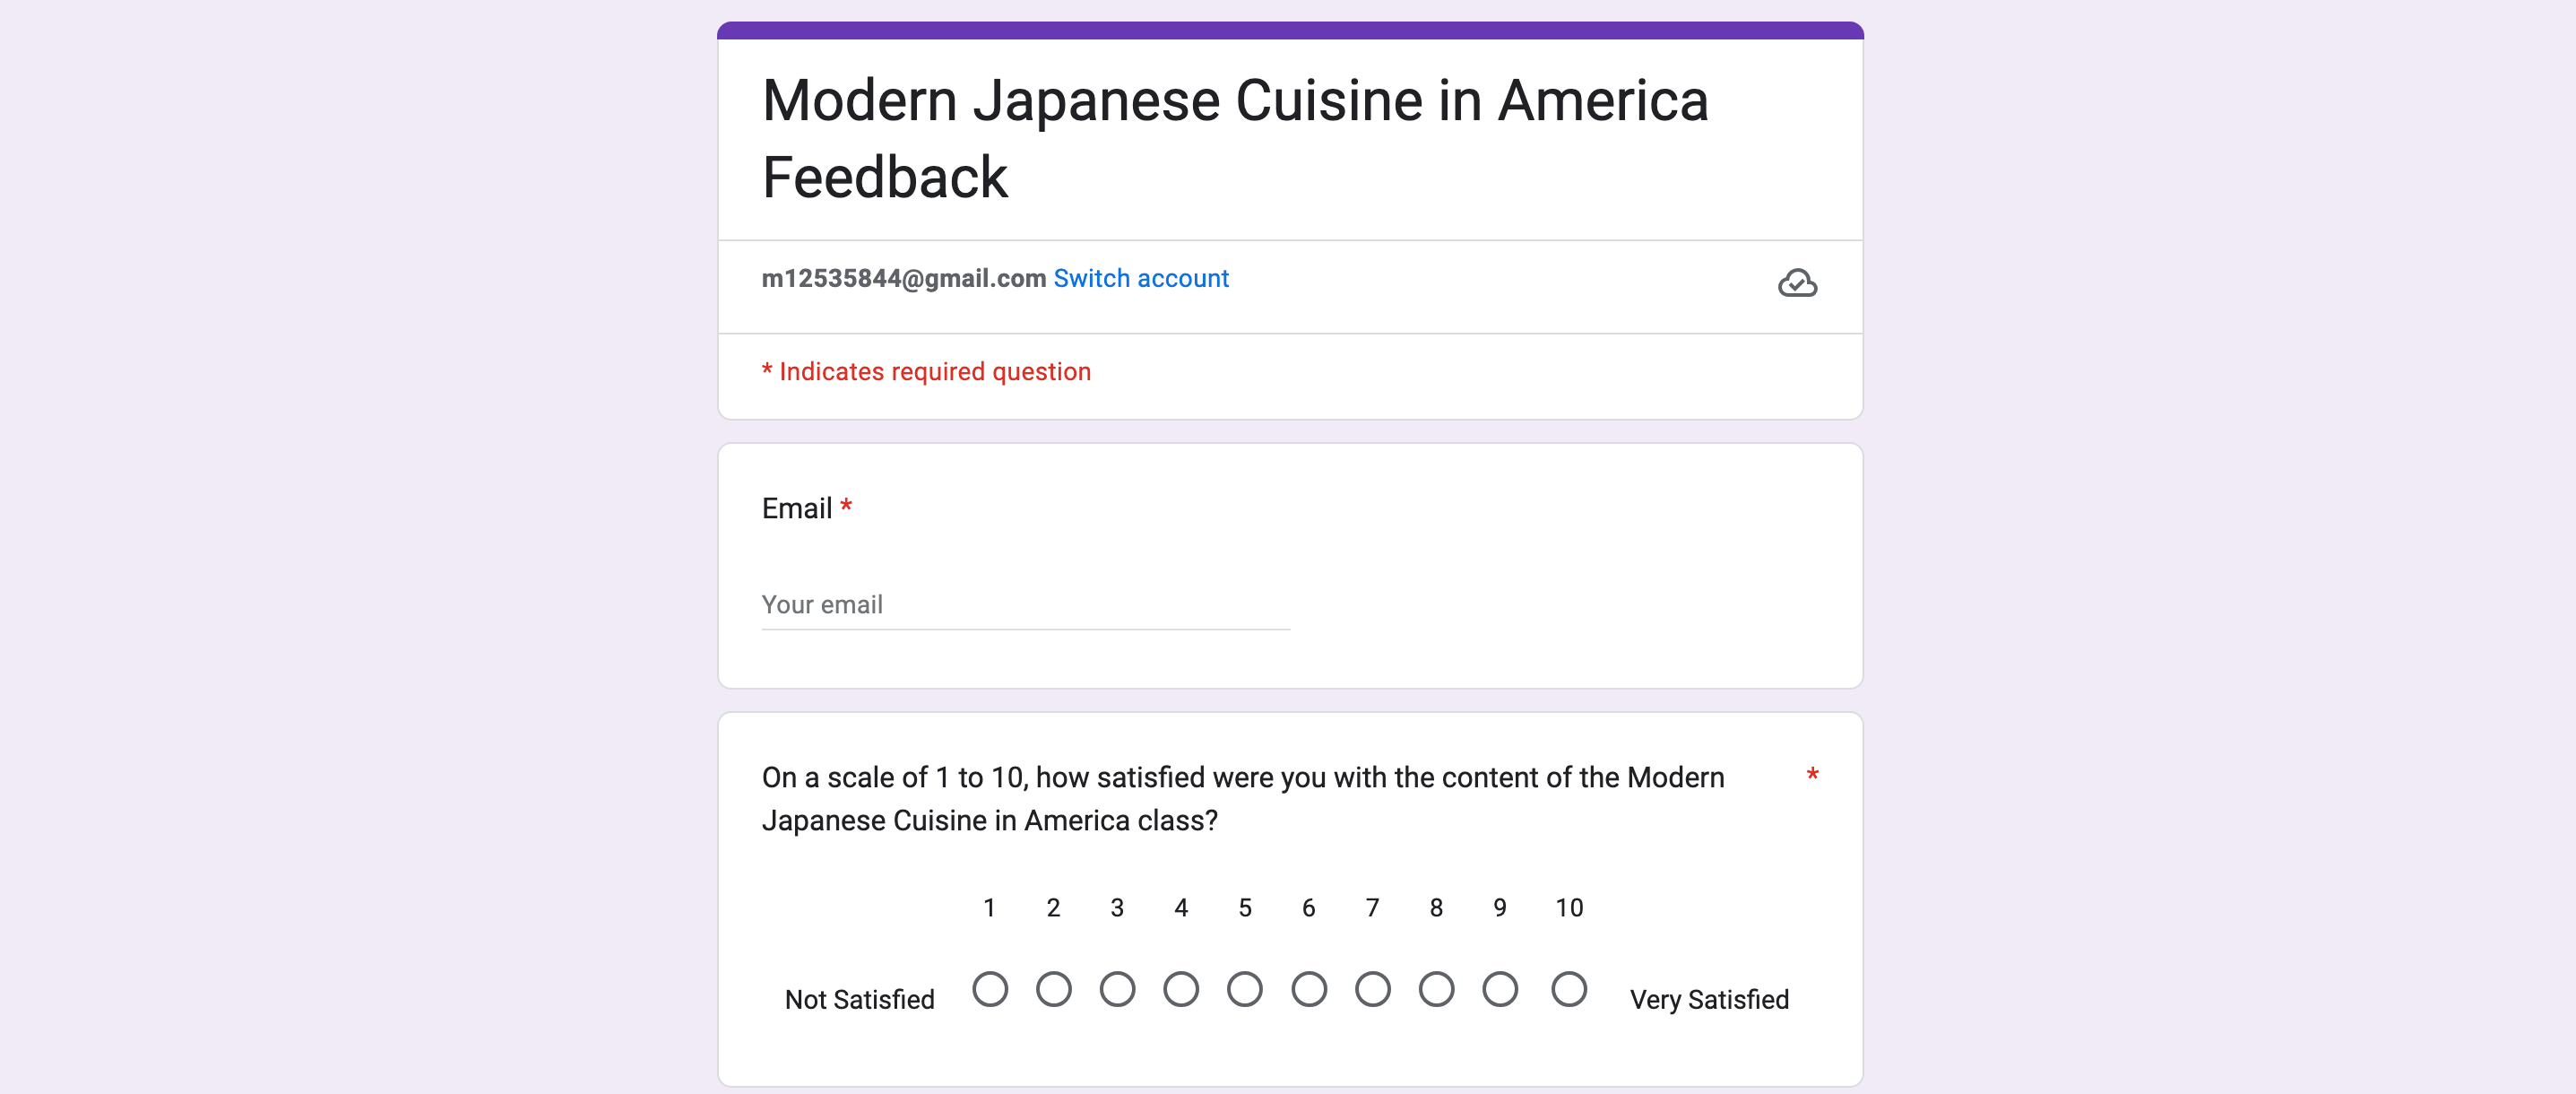 Modern Japanese Cuisine in America
Feedback
m12535844@gmail.com Switch account
* Indicates required question
Email *
Your email
On a scale of 1 to 10, how satisfied were you with the content of the Modern *
Japanese Cuisine in America class?
1 2 3 4 5 6 7 8 9 10
Not Satisfied Very Satisfied